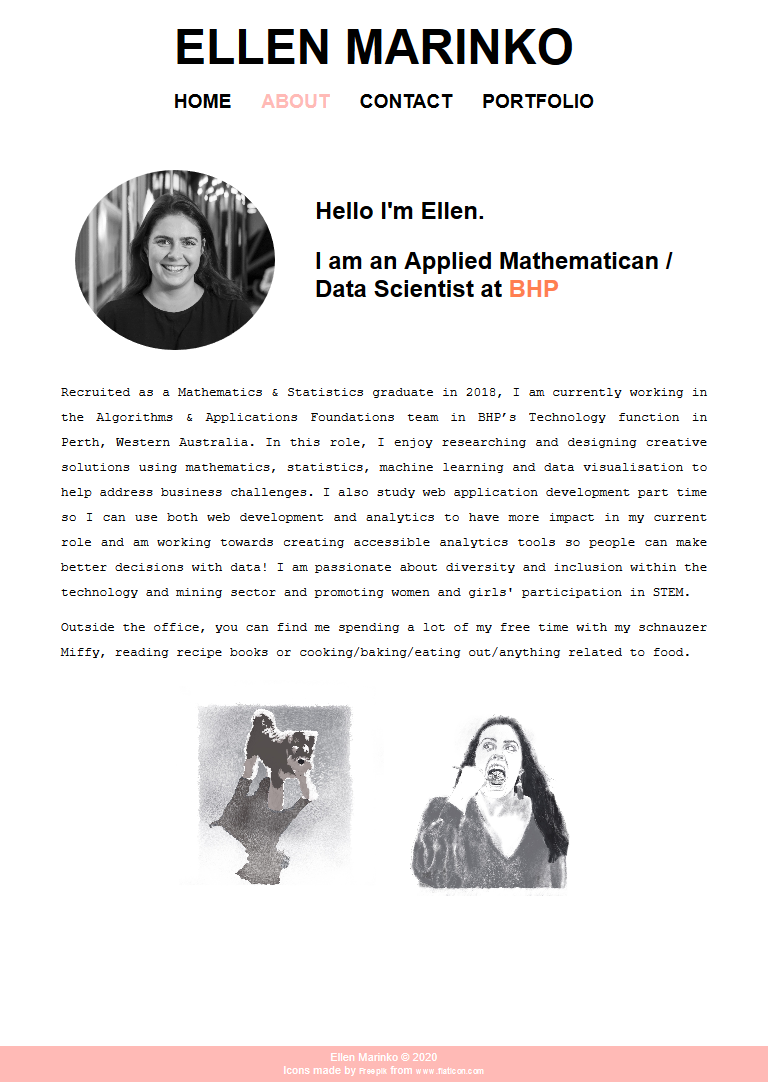 ELLEN MARINKO
HOME ABOUT CONTACT PORTFOLIO
Hello I'm Ellen.
I am an Applied Mathematican /
Data Scientist at BHP
Recruited as a Mathematics & Statistics graduate in 2018, I am currently working in
the Algorithms & Applications Foundations team in BHP’s Technology function in
Perth, Western Australia. In this role, I enjoy researching and designing creative
solutions using mathematics, statistics, machine learning and data visualisation to
help address business challenges. I also study web application development part time
so I can use both web development and analytics to have more impact in my current
role and am working towards creating accessible analytics tools so people can make
better decisions with data! I am passionate about diversity and inclusion within the
technology and mining sector and promoting women and girls' participation in STEM.
Outside the office, you can find me spending a lot of my free time with my schnauzer
Miffy, reading recipe books or cooking/baking/eating out/anything related to food.
Ellen Marinko © 2020
Icons made by Freepik from www.flaticon.com